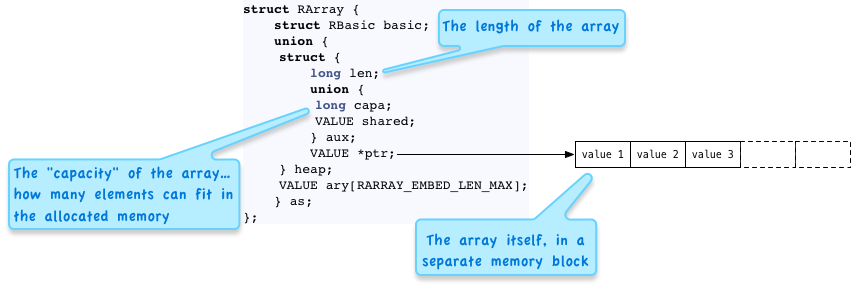 struct RArray {
struct RBasic basic;
union {
struct {
long len;
union {
long capa;
VALUE shared;
} aux;
VALUE *ptr;
} heap;
VALUE ary[RARRAY_EMBED_LEN_MAX];
} as;
};
The length of the array
The "capacity" of the array...
how many elements can fit in
the allocated memory
value 1 value 2 value 3
The array itself, in a
separate memory block